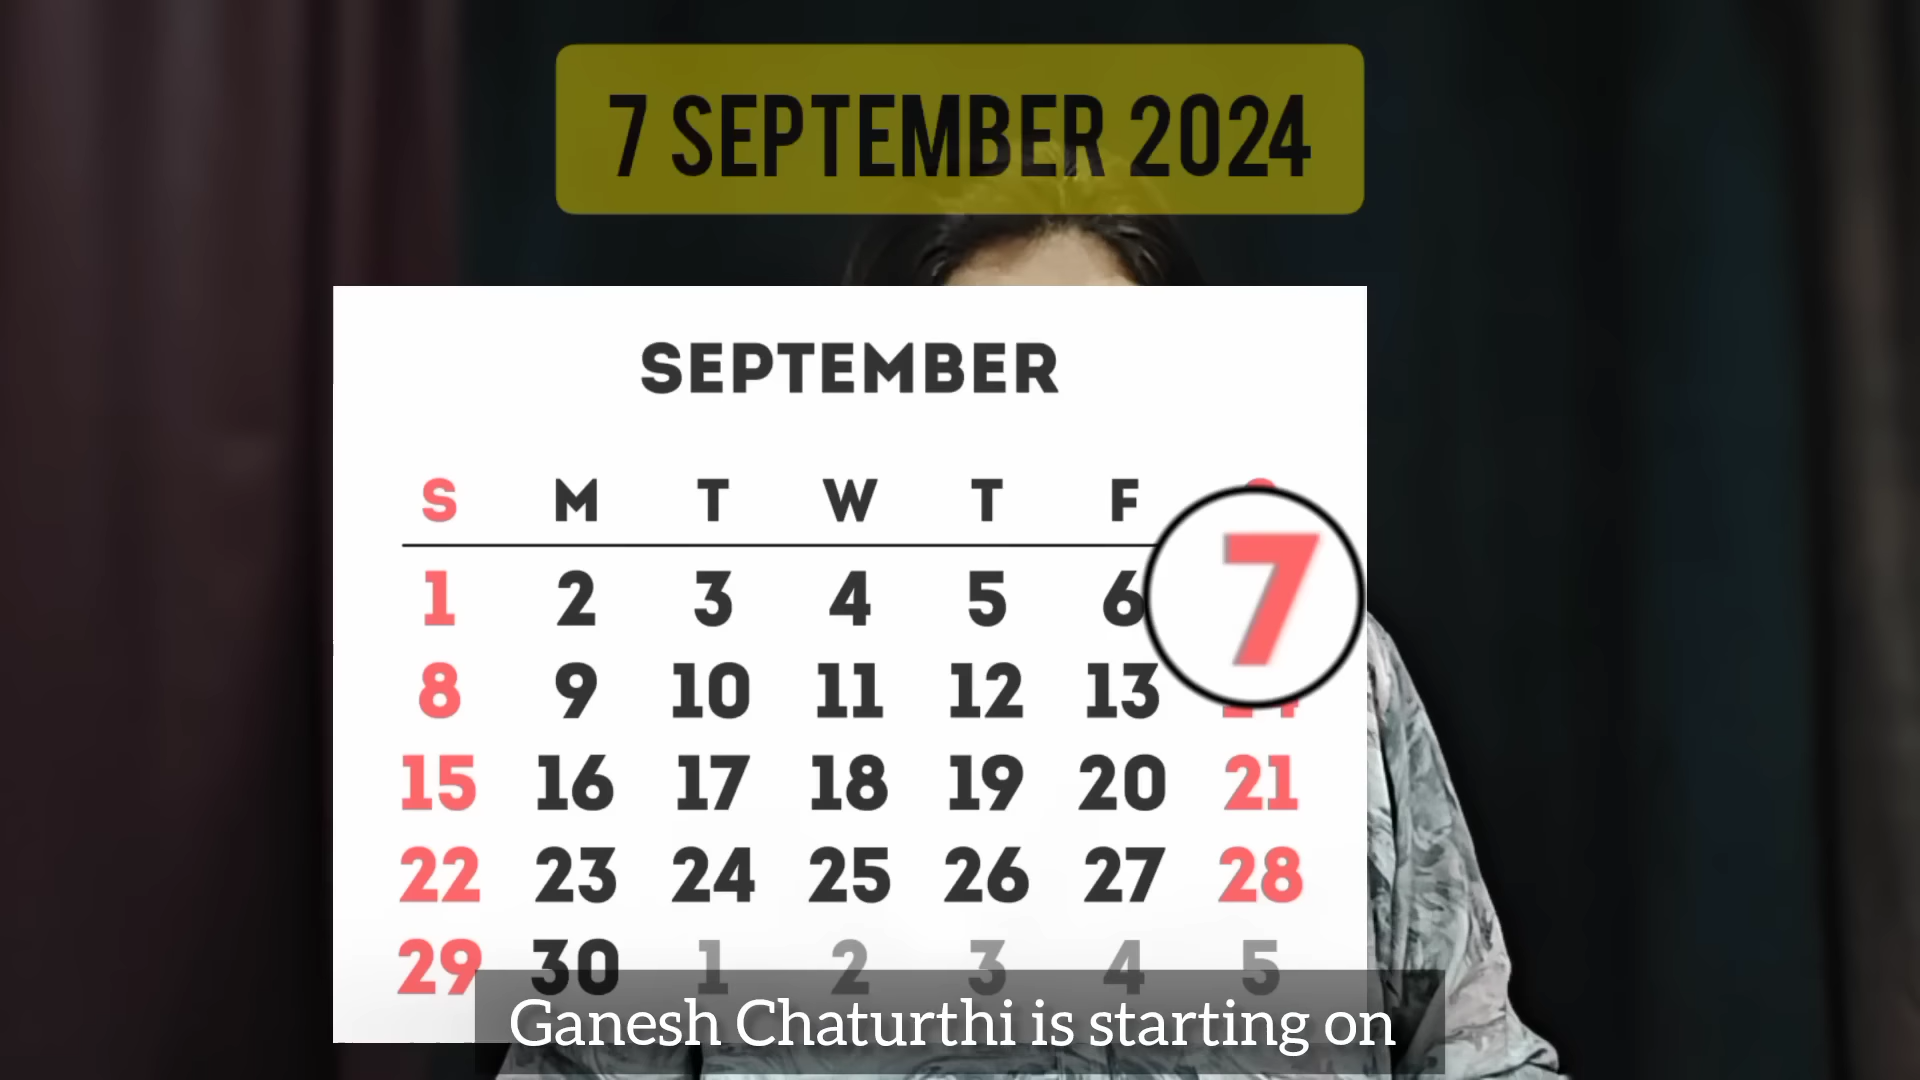 7 SEPTEMBER 2024
SEPTEMBER
S M T W T F
1 2 3 4 5 6 7
8 9 10 11 12 13
15 16 17 18 19 20 21
22 23 24 25 26 27 28
29 30 1 2 3 4 5
Ganesh Chaturthi is starting on